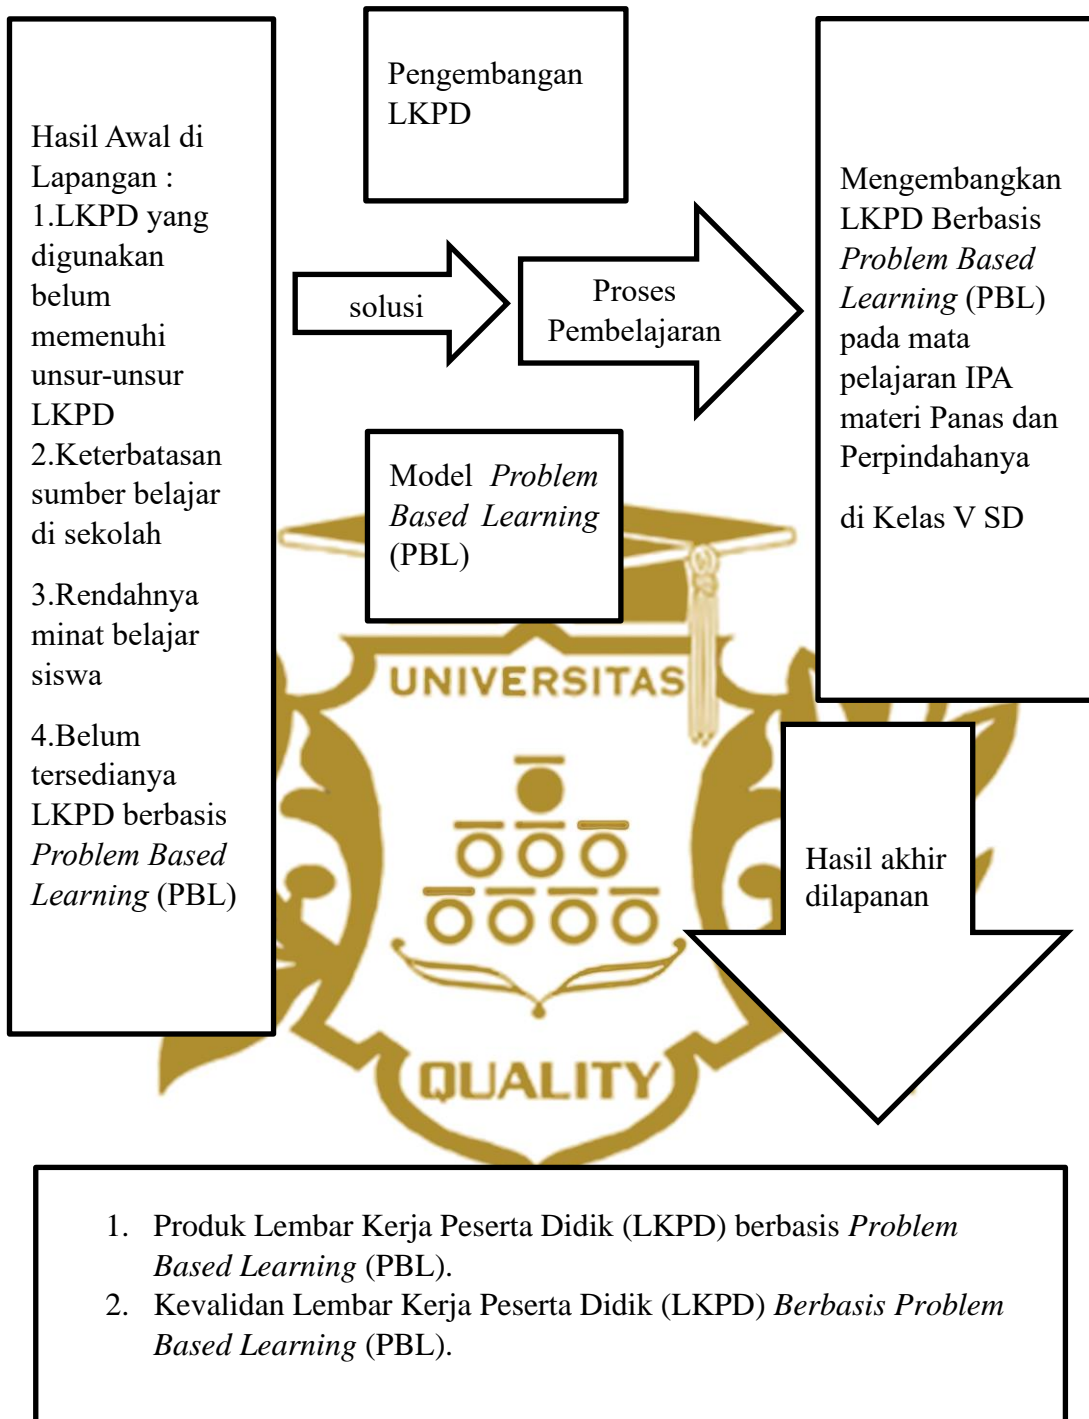 Hasil Awal di
Lapangan :
1.LKPD yang
digunakan
belum
memenuhi
unsur-unsur
LKPD
2.Keterbatasan
sumber belajar
di sekolah
3.Rendahnya
minat belajar
siswa
4.Belum
tersedianya
LKPD berbasis
Problem Based
Learning (PBL)
Pengembangan
LKPD
solusi
Proses
Pembelajaran
Model Problem
Based Learning
(PBL)
Mengembangkan
LKPD Berbasis
Problem Based
Learning (PBL)
pada mata
pelajaran IPA
materi Panas dan
Perpindahanya
di Kelas V SD
UNIVERSITAS
QUALITY
Hasil akhir
dilapanan
1. Produk Lembar Kerja Peserta Didik (LKPD) berbasis Problem
Based Learning (PBL).
2. Kevalidan Lembar Kerja Peserta Didik (LKPD) Berbasis Problem
Based Learning (PBL).